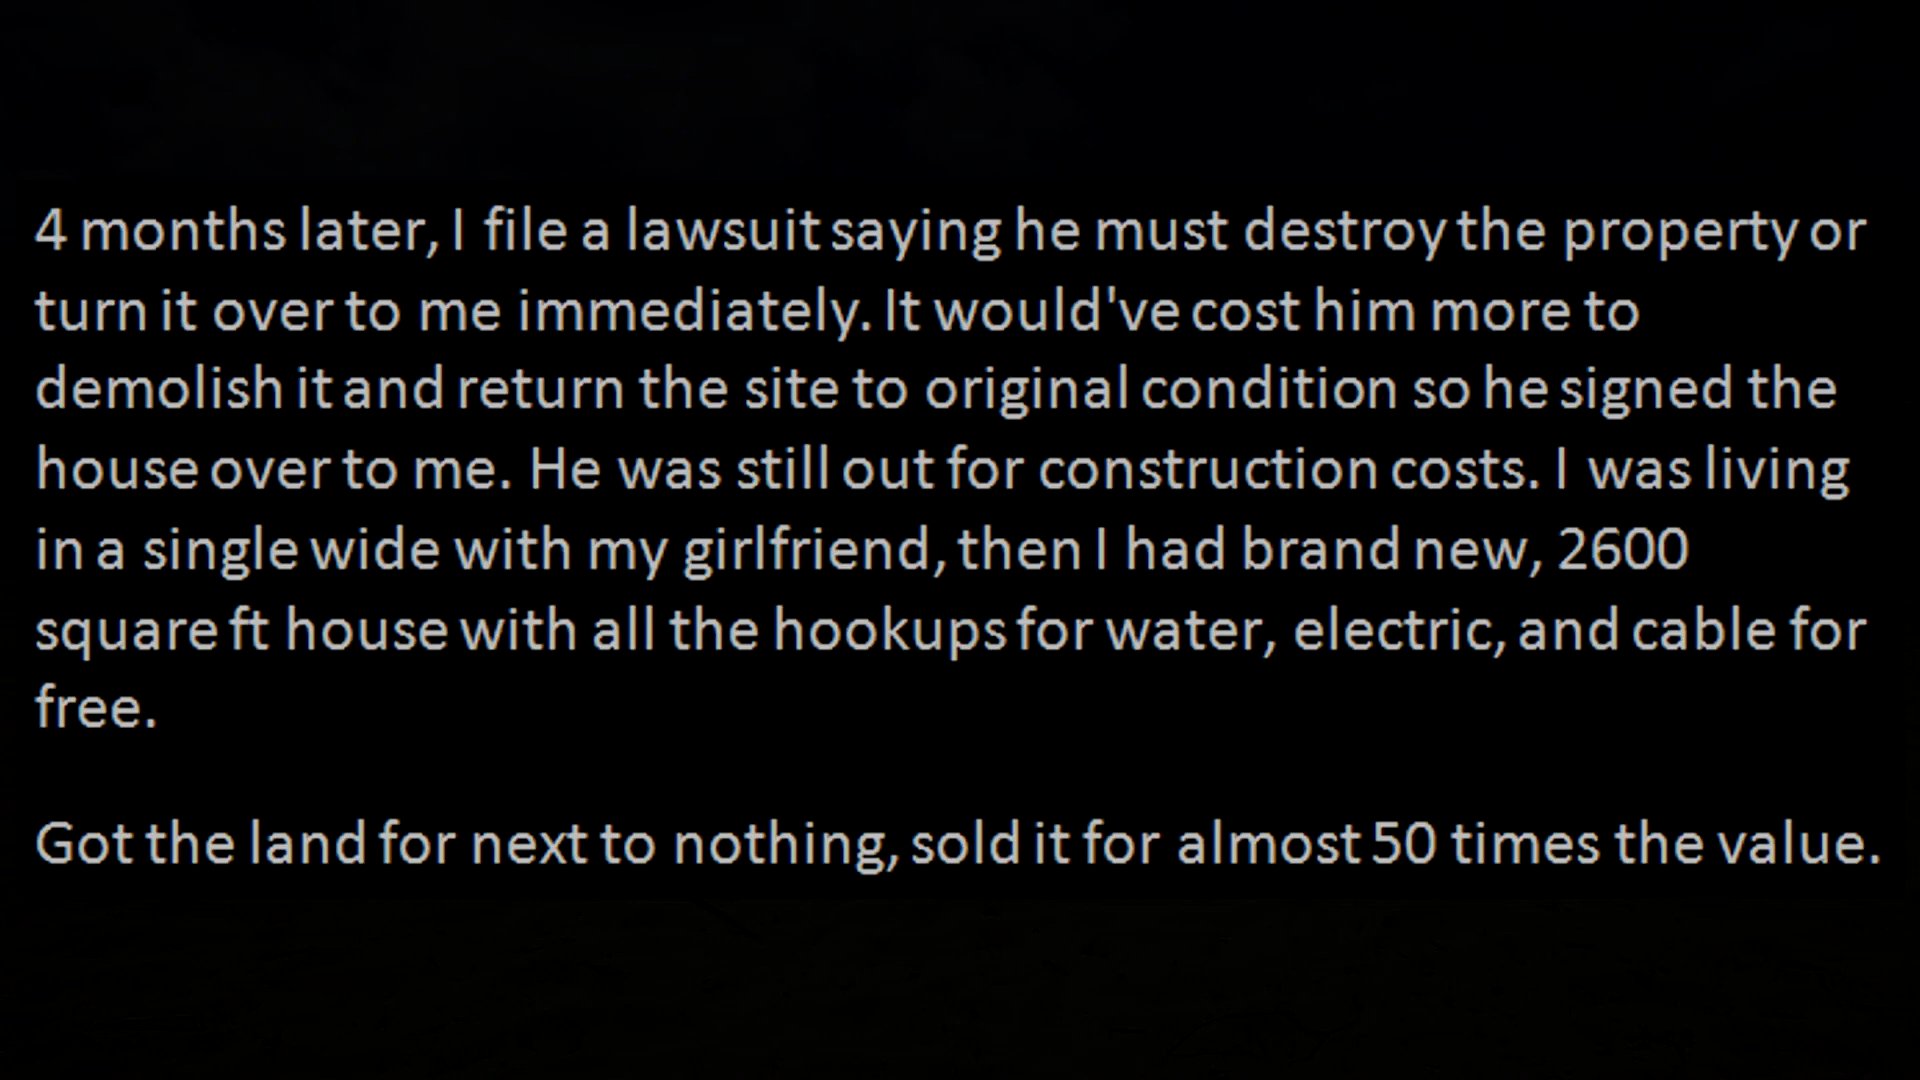 4 months later, I file a lawsuit saying he must destroy the property or
turn it over to me immediately. It would've cost him more to
demolish it and return the site to original condition so he signed the
house over to me. He was still out for construction costs. I was living
in a single wide with my girlfriend, then I had brand new, 2600
square ft house with all the hookups for water, electric, and cable for
free.
Got the land for next to nothing, sold it for almost 50 times the value.